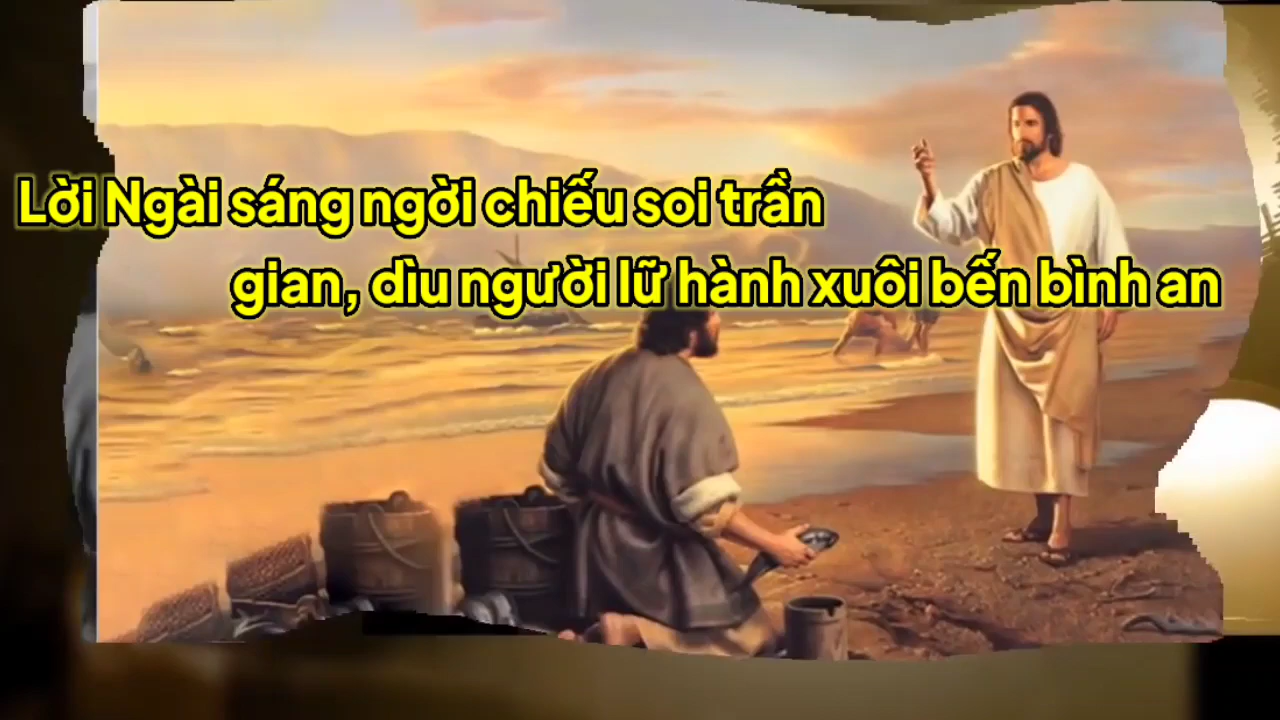 Lời Ngài sáng ngời chiếu soi trần
gian, dìu người lữ hành xuôi bến bình an